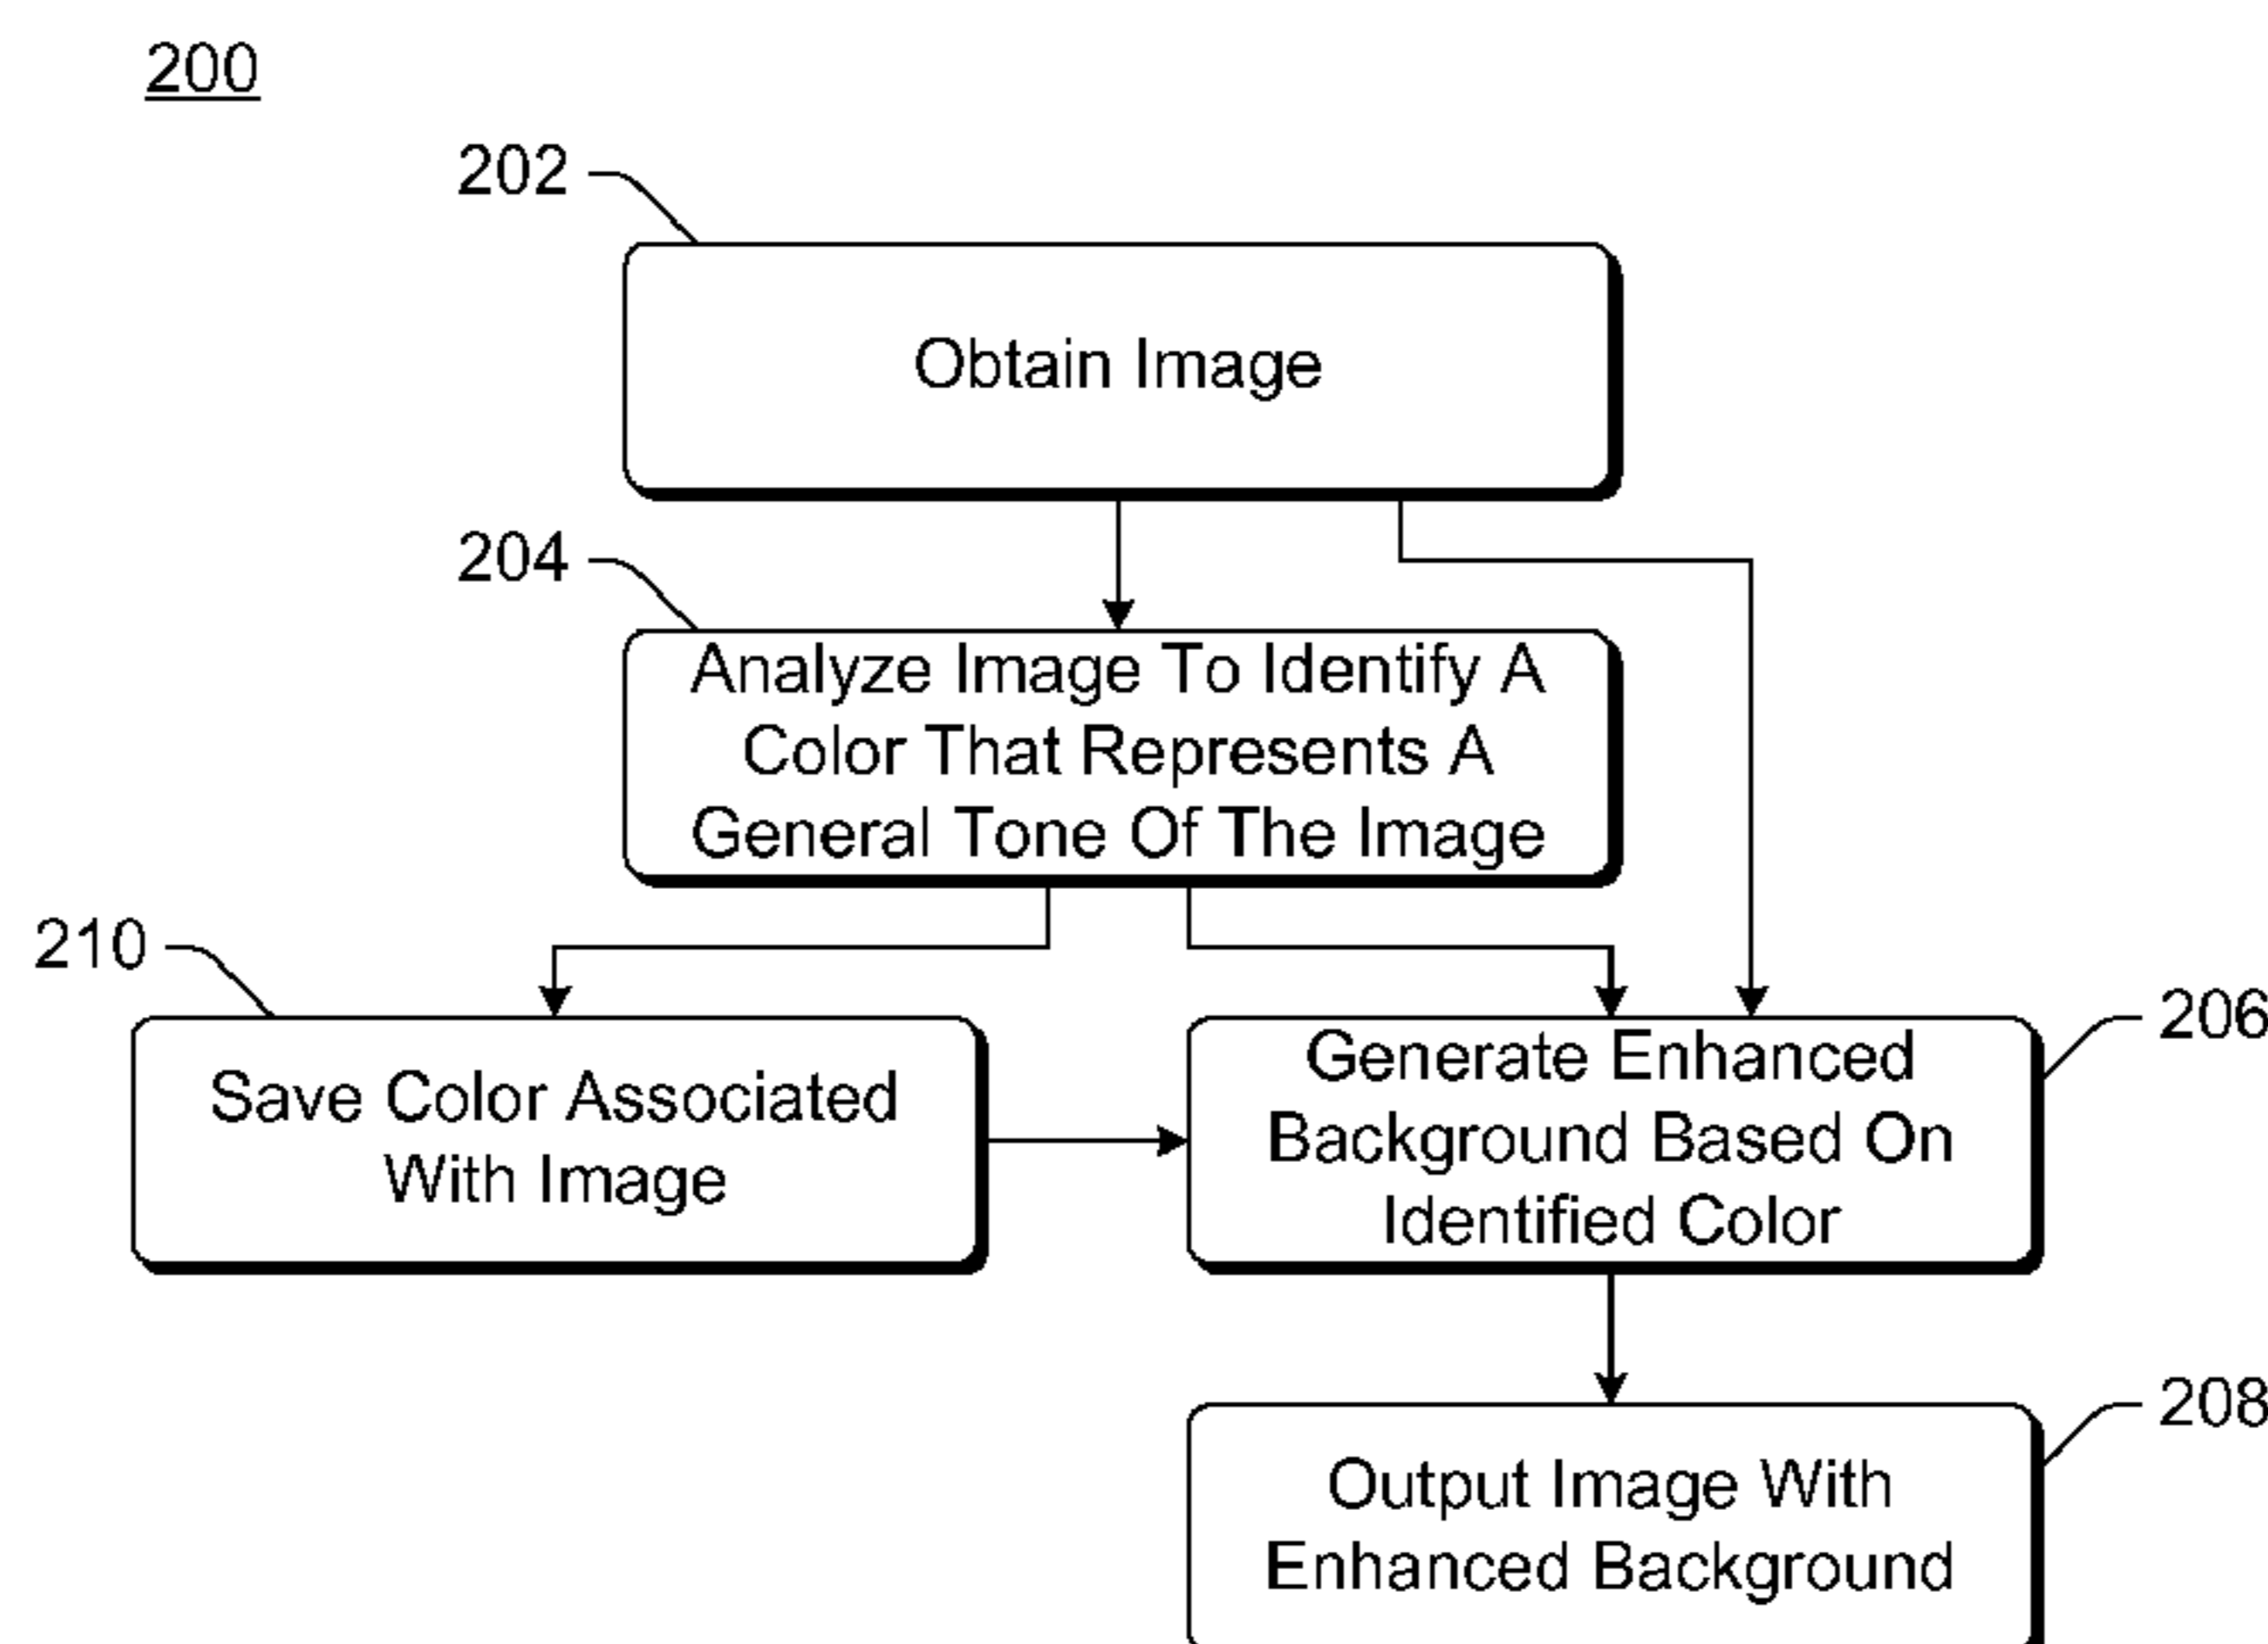 200
202
Obtain Image
204
Analyze Image To Identify A
Color That Represents A
General Tone Of The Image
210
Save Color Associated
With Image
206
Generate Enhanced
Background Based On
Identified Color
208
Output Image With
Enhanced Background